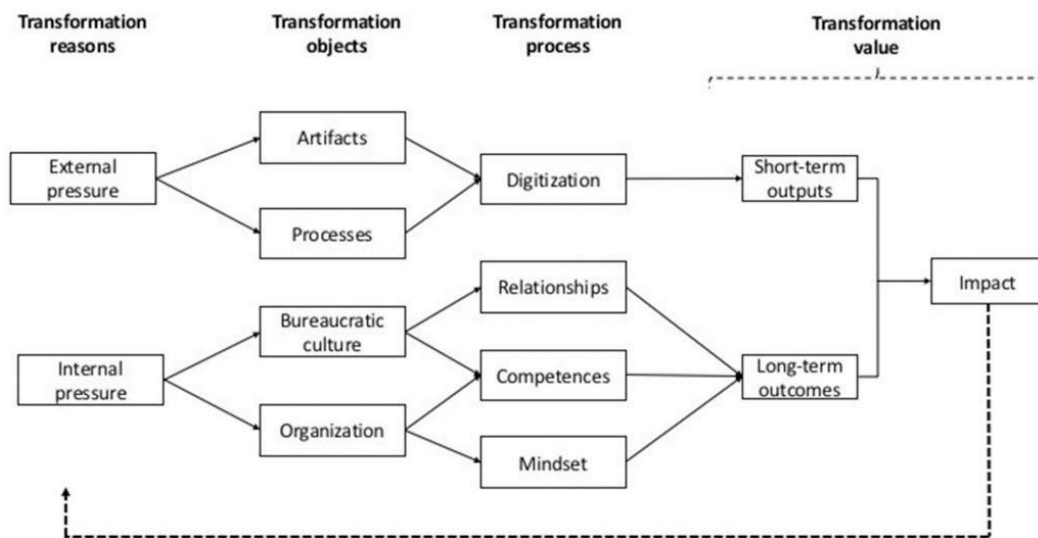 Transformation
reasons
Transformation
objects
Transformation
process
Transformation
value
External
pressure
Artifacts
Processes
Digitization
Short-term
outputs
Internal
pressure
Bureaucratic
culture
Organization
Relationships
Competences
Mindset
Long-term
outcomes
Impact